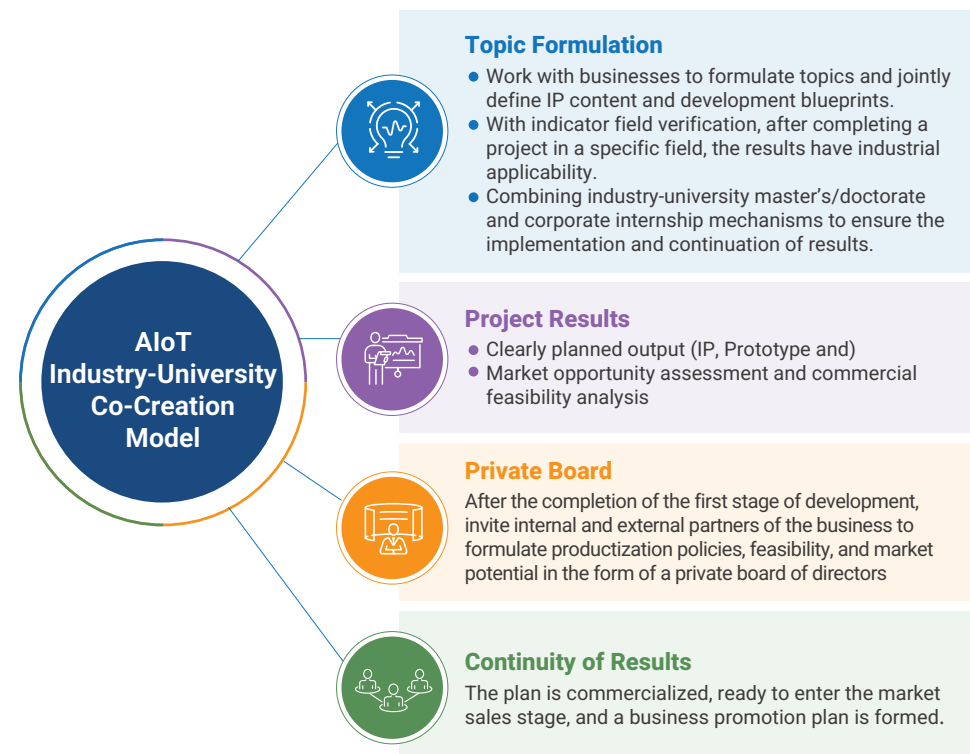 AIoT
Industry-University
Co-Creation
Model
Topic Formulation
● Work with businesses to formulate topics and jointly
define IP content and development blueprints.
● With indicator field verification, after completing a
project in a specific field, the results have industrial
applicability.
● Combining industry-university master's/doctorate
and corporate internship mechanisms to ensure the
implementation and continuation of results.
Project Results
● Clearly planned output (IP, Prototype and)
● Market opportunity assessment and commercial
feasibility analysis
Private Board
After the completion of the first stage of development,
invite internal and external partners of the business to
formulate productization policies, feasibility, and market
potential in the form of a private board of directors
Continuity of Results
The plan is commercialized, ready to enter the market
sales stage, and a business promotion plan is formed.